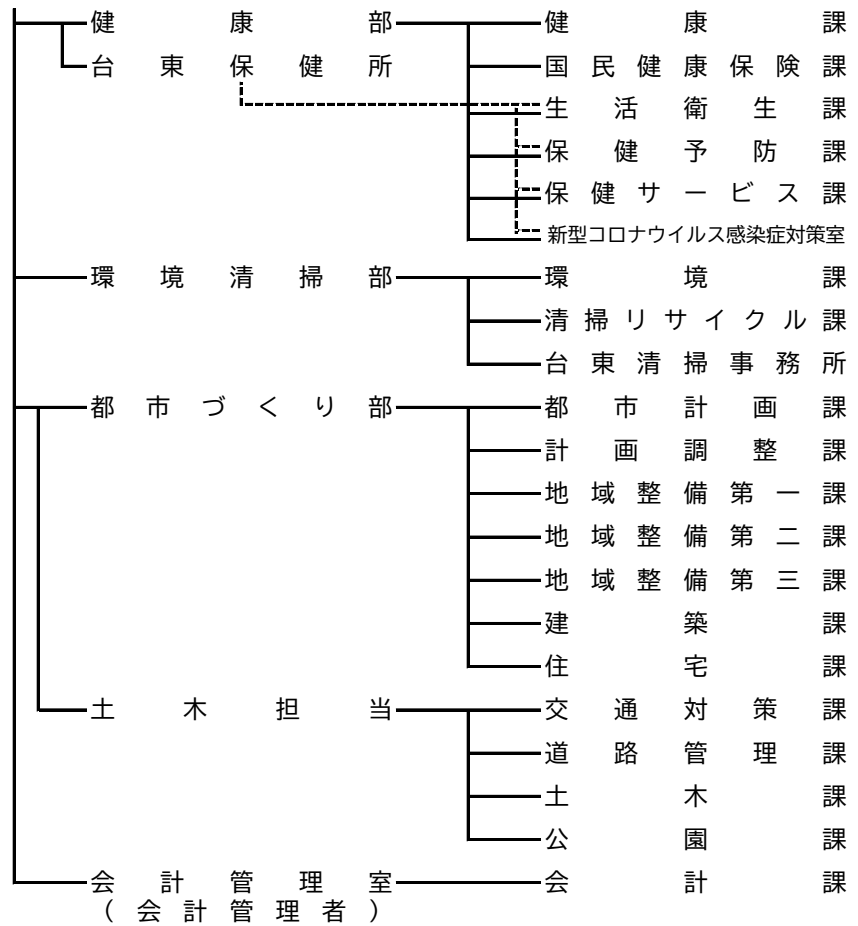 健康部 健康課
台東保健所 国民健康保険課
生活衛生課
保健予防課
保健サービス課
新型コロナウイルス感染症対策室
環境清掃部 環境課
清掃リサイクル課
台東清掃事務所
都市づくり部 都市計画課
計画調整課
地域整備第一課
地域整備第二課
地域整備第三課
建築課
住宅課
土木担当 交通対策課
道路管理課
土木課
公園課
会計管理室 会計課
(会計管理者)